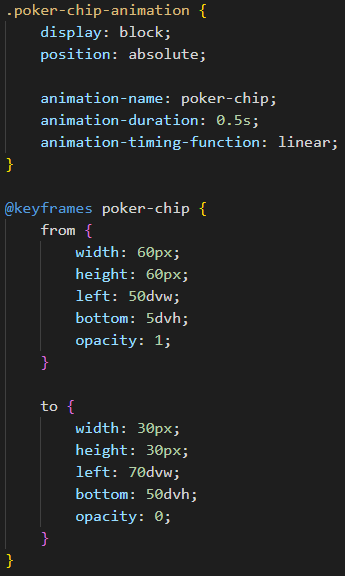 .poker-chip-animation {
    display: block;
    position: absolute;

    animation-name: poker-chip;
    animation-duration: 0.5s;
    animation-timing-function: linear;
}

@keyframes poker-chip {
    from {
        width: 60px;
        height: 60px;
        left: 50dvw;
        bottom: 5dvh;
        opacity: 1;
    }

    to {
        width: 30px;
        height: 30px;
        left: 70dvw;
        bottom: 50dvh;
        opacity: 0;
    }
}